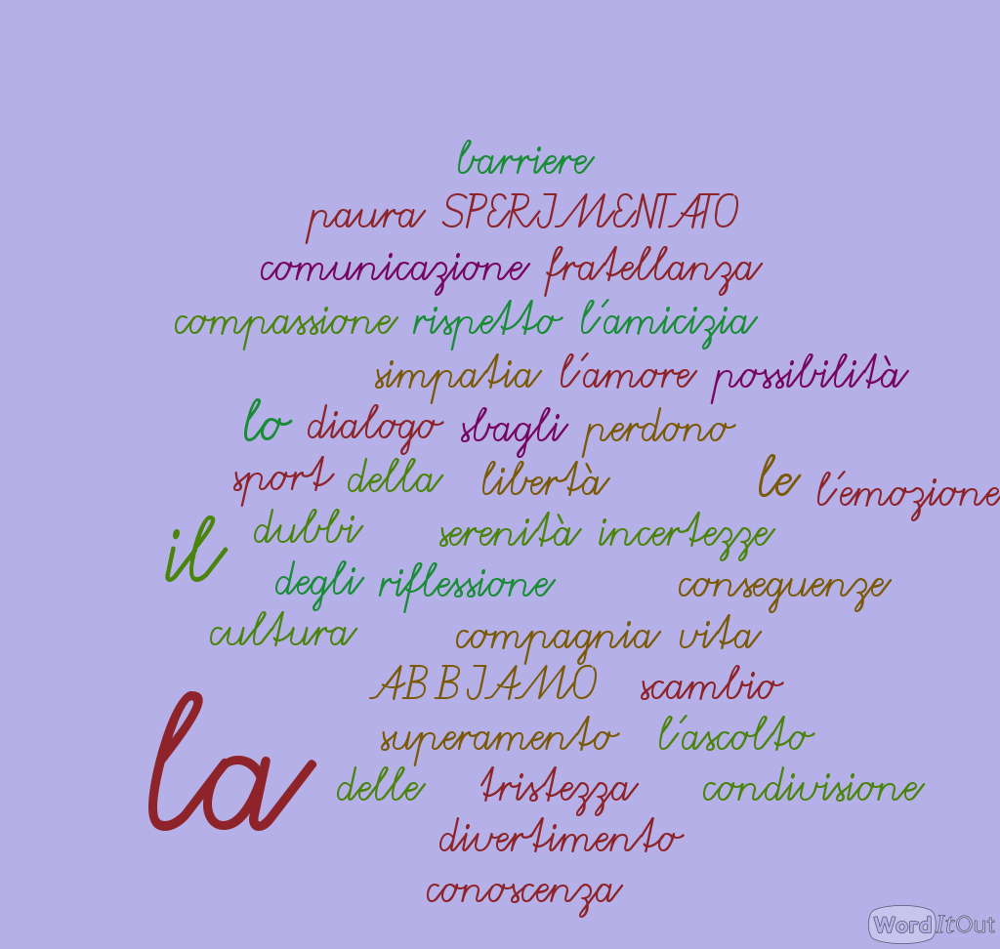 barriere
paura SPERIMENTATO
comunicazione fratellanza
compassione rispetto l'amicizia
simpatia l'amore possibilità
lo dialogo sbagli perdono
sport della libertà le l'emozione
il dubbi serenità incertezze
degli riflessione conseguenze
cultura compagnia vita
ABBIAMO scambio
la superamento l'ascolto
delle tristezza condivisione
divertimento
conoscenza
WordItOut